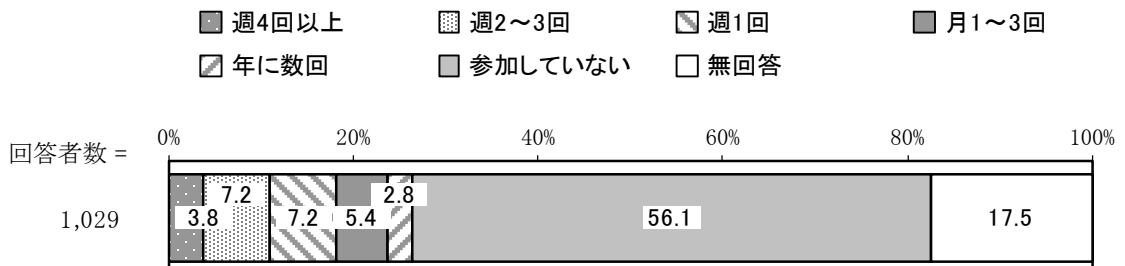 週4回以上 週2～3回 週1回 月1～3回
年に数回 参加していない 無回答
0% 20% 40% 60% 80% 100%
回答者数 =
1,029 3.8 7.2 7.2 5.4 2.8 56.1 17.5